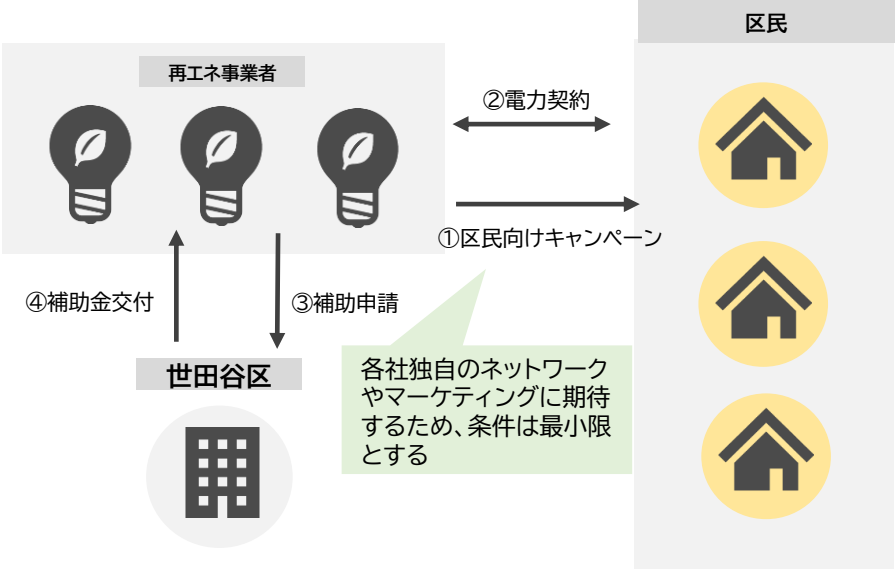 区民
再エネ事業者
②電力契約
①区民向けキャンペーン
④補助金交付
③補助申請
世田谷区
各社独自のネットワーク
やマーケティングに期待
するため、条件は最小限
とする